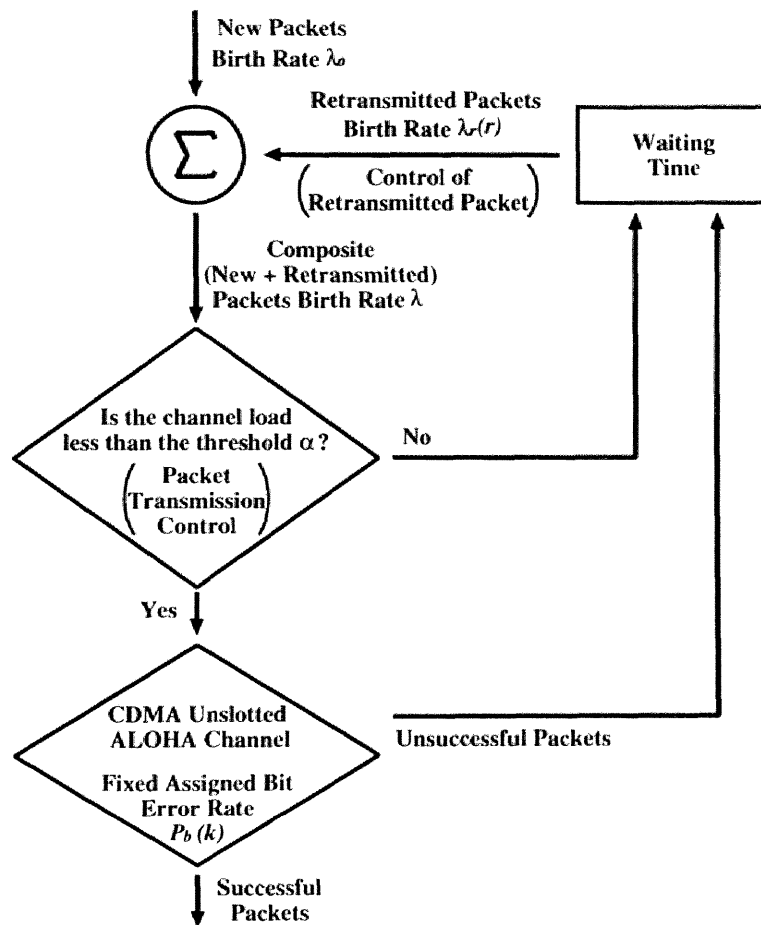 New Packets
Birth Rate λo
Retransmitted Packets
Birth Rate λr(r)
(Control of
Retransmitted Packet)
Waiting
Time
Σ
Composite
(New + Retransmitted)
Packets Birth Rate λ
Is the channel load
less than the threshold α?
(Packet
Transmission
Control)
No
Yes
CDMA Unslotted
ALOHA Channel
Fixed Assigned Bit
Error Rate
Pb (k)
Unsuccessful Packets
Successful
Packets